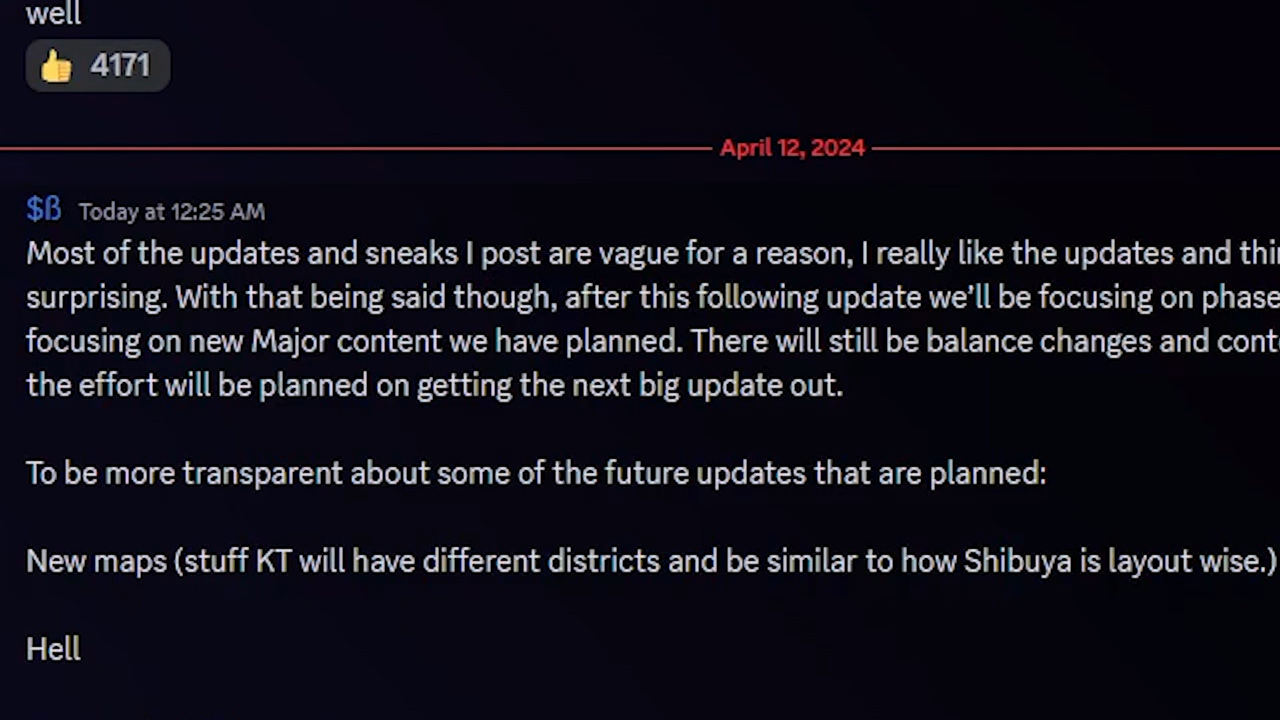 well
👍 4171
April 12, 2024
$ß Today at 12:25 AM
Most of the updates and sneaks I post are vague for a reason, I really like the updates and
surprising. With that being said though, after this following update we’ll be focusing on phase
focusing on new Major content we have planned. There will still be balance changes and
the effort will be planned on getting the next big update out.
To be more transparent about some of the future updates that are planned:
New maps (stuff KT will have different districts and be similar to how Shibuya is layout wise.)
Hell